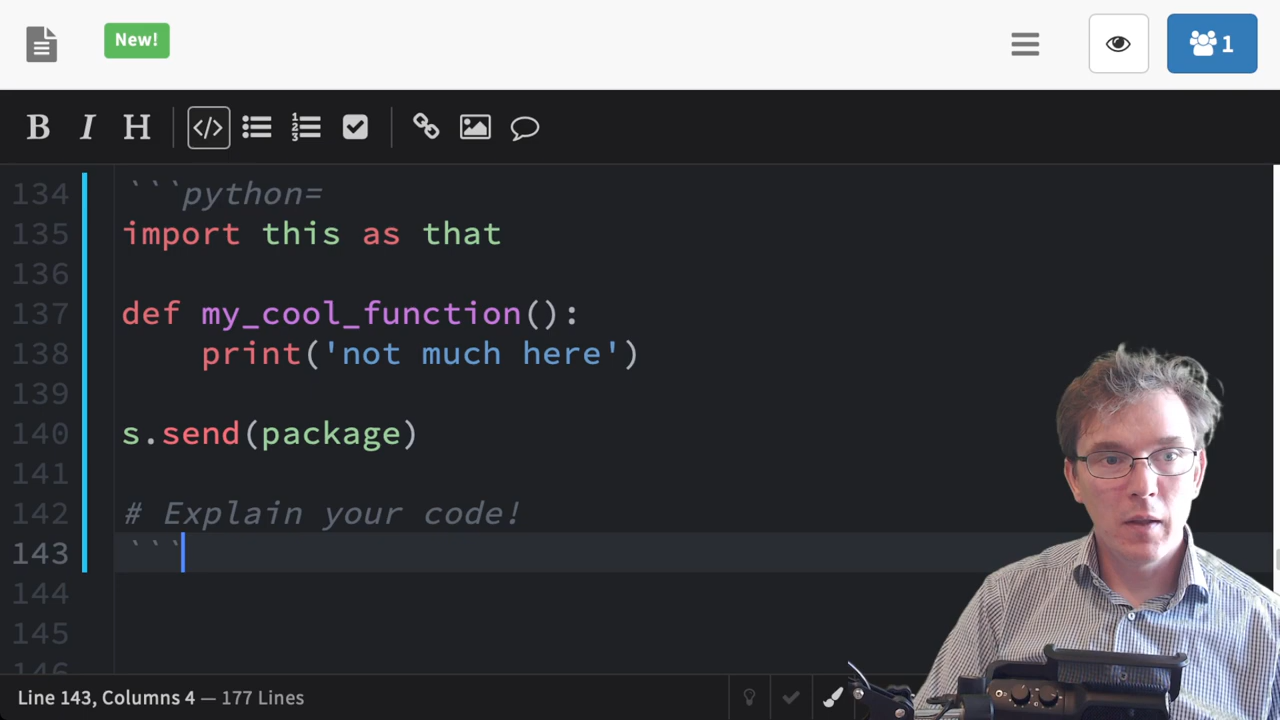 New!
1
B I H
134 ```python=
135 import this as that
136
137 def my_cool_function():
138     print('not much here')
139
140 s.send(package)
141
142 # Explain your code!
143 ```
144
145
146
Line 143, Columns 4 — 177 Lines